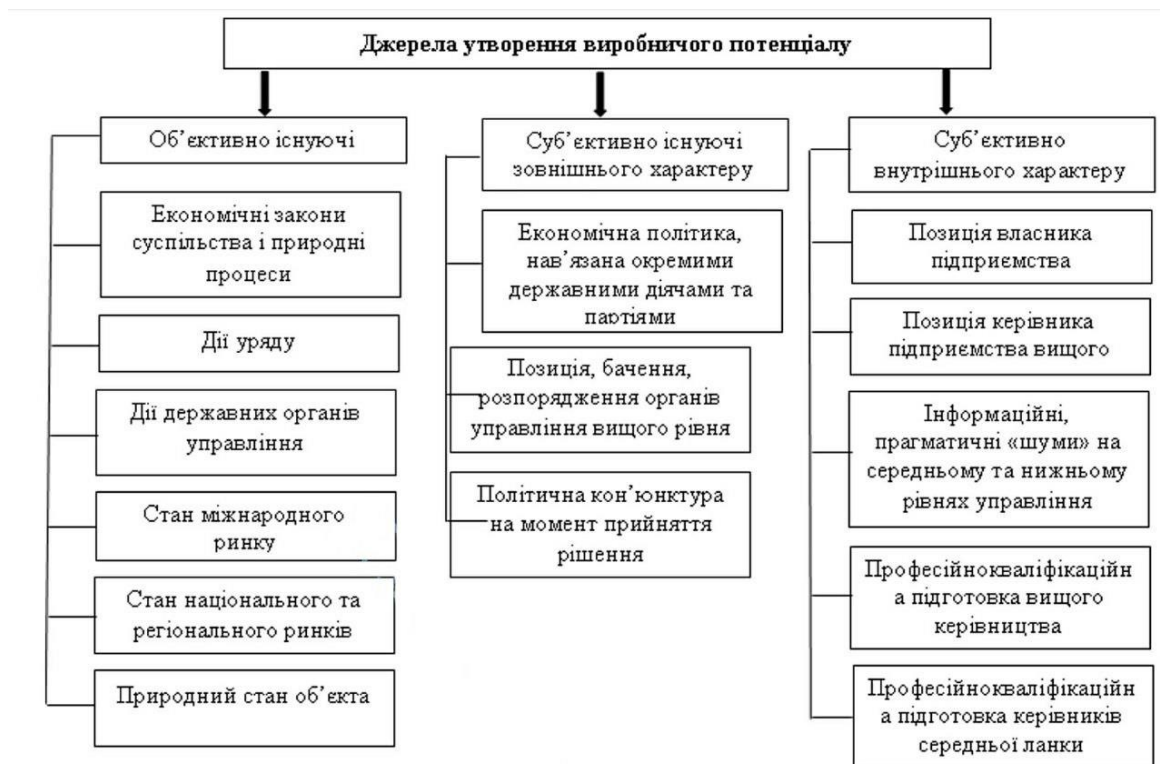 Джерела утворення виробничого потенціалу
Об’єктивно існуючі
Економічні закони
суспільства і природні
процеси
Дії уряду
Дії державних органів
управління
Стан міжнародного
ринку
Стан національного та
регіонального ринків
Природний стан об’єкта
Суб’єктивно існуючі
зовнішнього характеру
Економічна політика,
нав’язана окремими
державними діячами та
партіями
Позиція, бачення,
розпорядження органів
управління вищого рівня
Політична кон’юнктура
на момент прийняття
рішення
Суб’єктивно
внутрішнього характеру
Позиція власника
підприємства
Позиція керівника
підприємства вищого
Інформаційні,
прагматичні «шуми» на
середньому та нижньому
рівнях управління
Професійнокваліфікаційн
а підготовка вищого
керівництва
Професійнокваліфікаційн
а підготовка керівників
середньої ланки